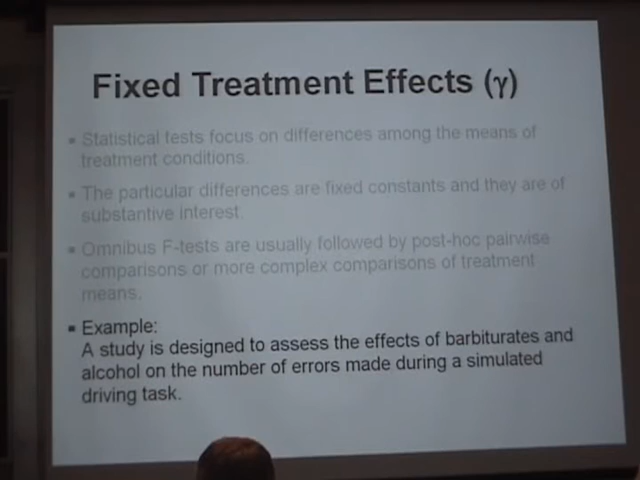 Fixed Treatment Effects (γ)
▪ Statistical tests focus on differences among the means of
treatment conditions.
▪ The particular differences are fixed constants and they are of
substantive interest.
▪ Omnibus F-tests are usually followed by post-hoc pairwise
comparisons or more complex comparisons of treatment
means.
▪ Example:
A study is designed to assess the effects of barbiturates and
alcohol on the number of errors made during a simulated
driving task.